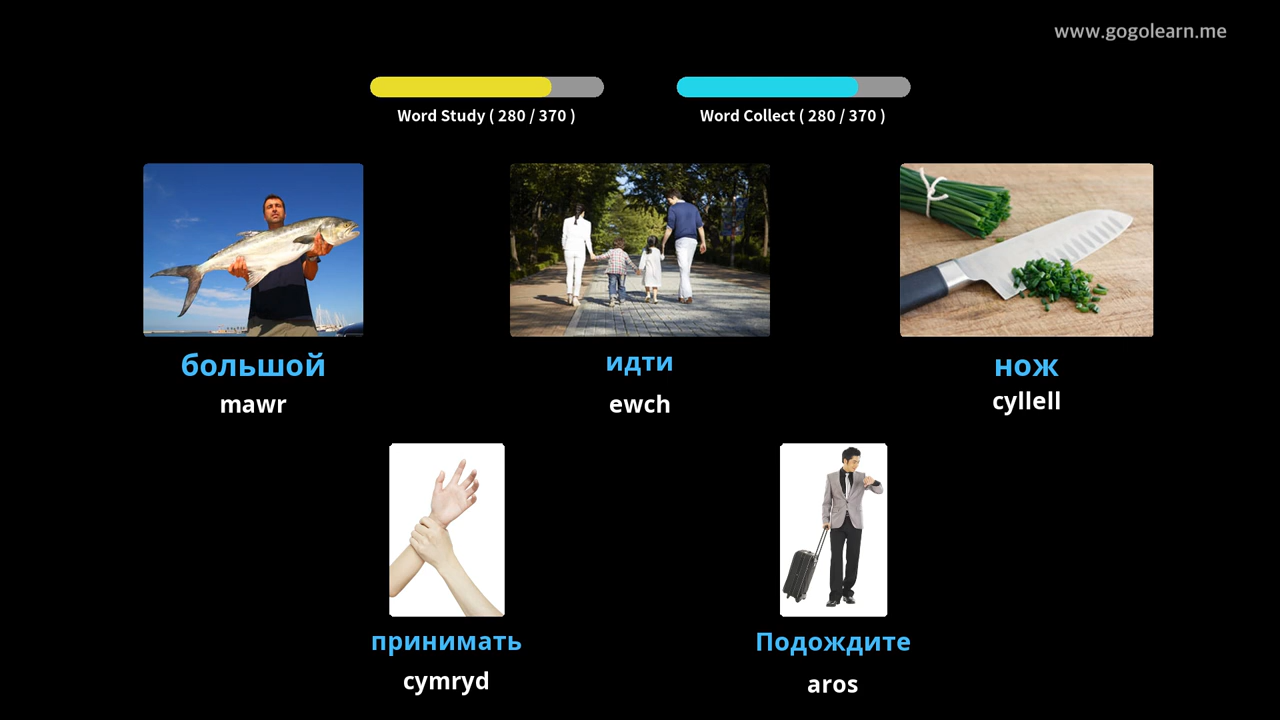 www.gogolearn.me
Word Study ( 280 / 370 )
Word Collect ( 280 / 370 )
большой
mawr
идти
ewch
нож
cyllell
принимать
cymryd
Подождите
aros